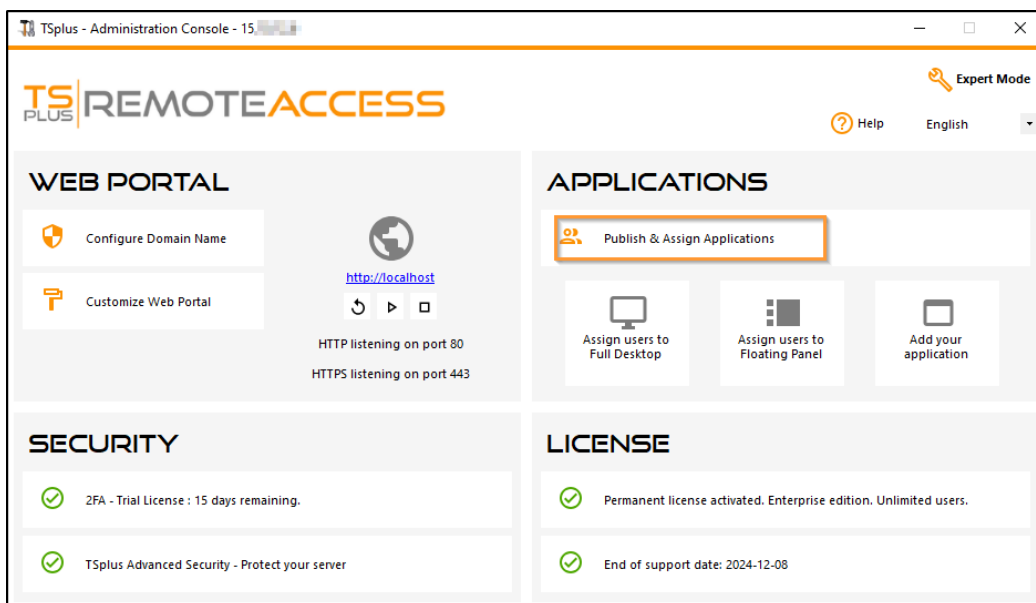 TSplus - Administration Console - 15.
Expert Mode
TS PLUS REMOTEACCESS
Help
English
WEB PORTAL
Configure Domain Name
Customize Web Portal
http://localhost
HTTP listening on port 80
HTTPS listening on port 443
APPLICATIONS
Publish & Assign Applications
Assign users to
Full Desktop
Assign users to
Floating Panel
Add your
application
SECURITY
2FA - Trial License : 15 days remaining.
TSplus Advanced Security - Protect your server
LICENSE
Permanent license activated. Enterprise edition. Unlimited users.
End of support date: 2024-12-08